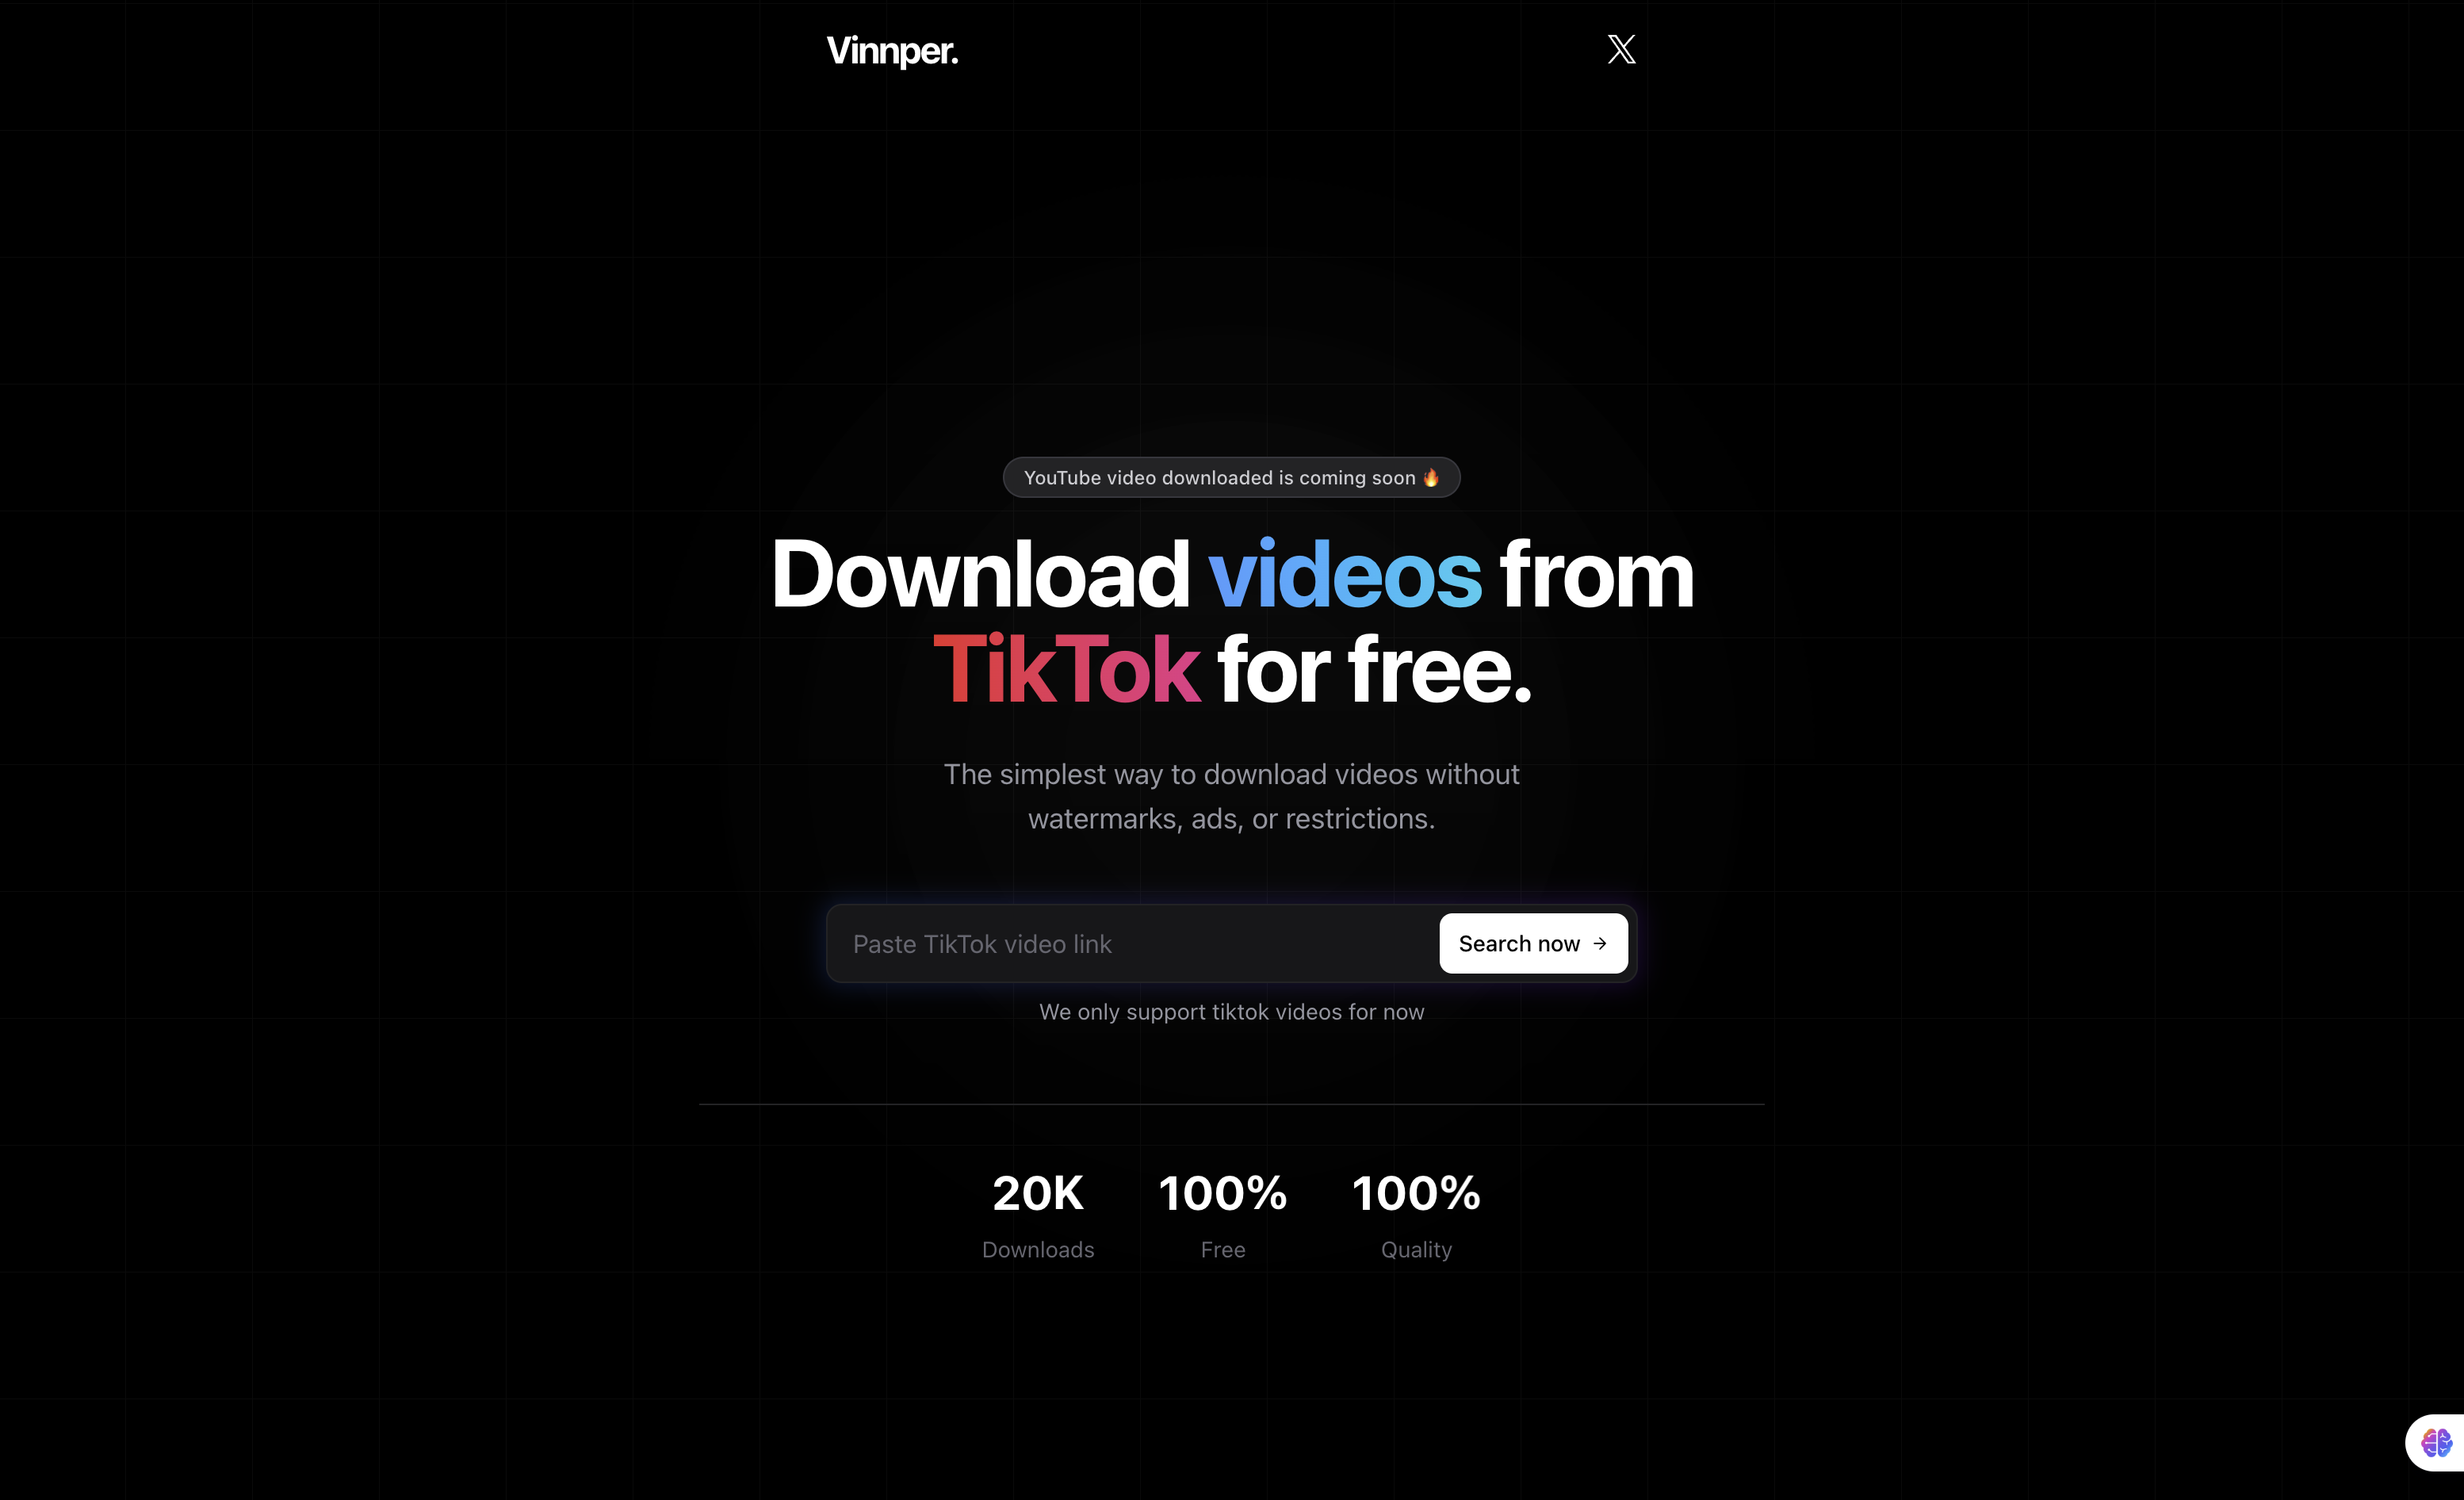 Vinnper.
YouTube video downloaded is coming soon 🔥
Download videos from
TikTok for free.
The simplest way to download videos without
watermarks, ads, or restrictions.
Paste TikTok video link
Search now →
We only support tiktok videos for now
20K 100% 100%
Downloads Free Quality